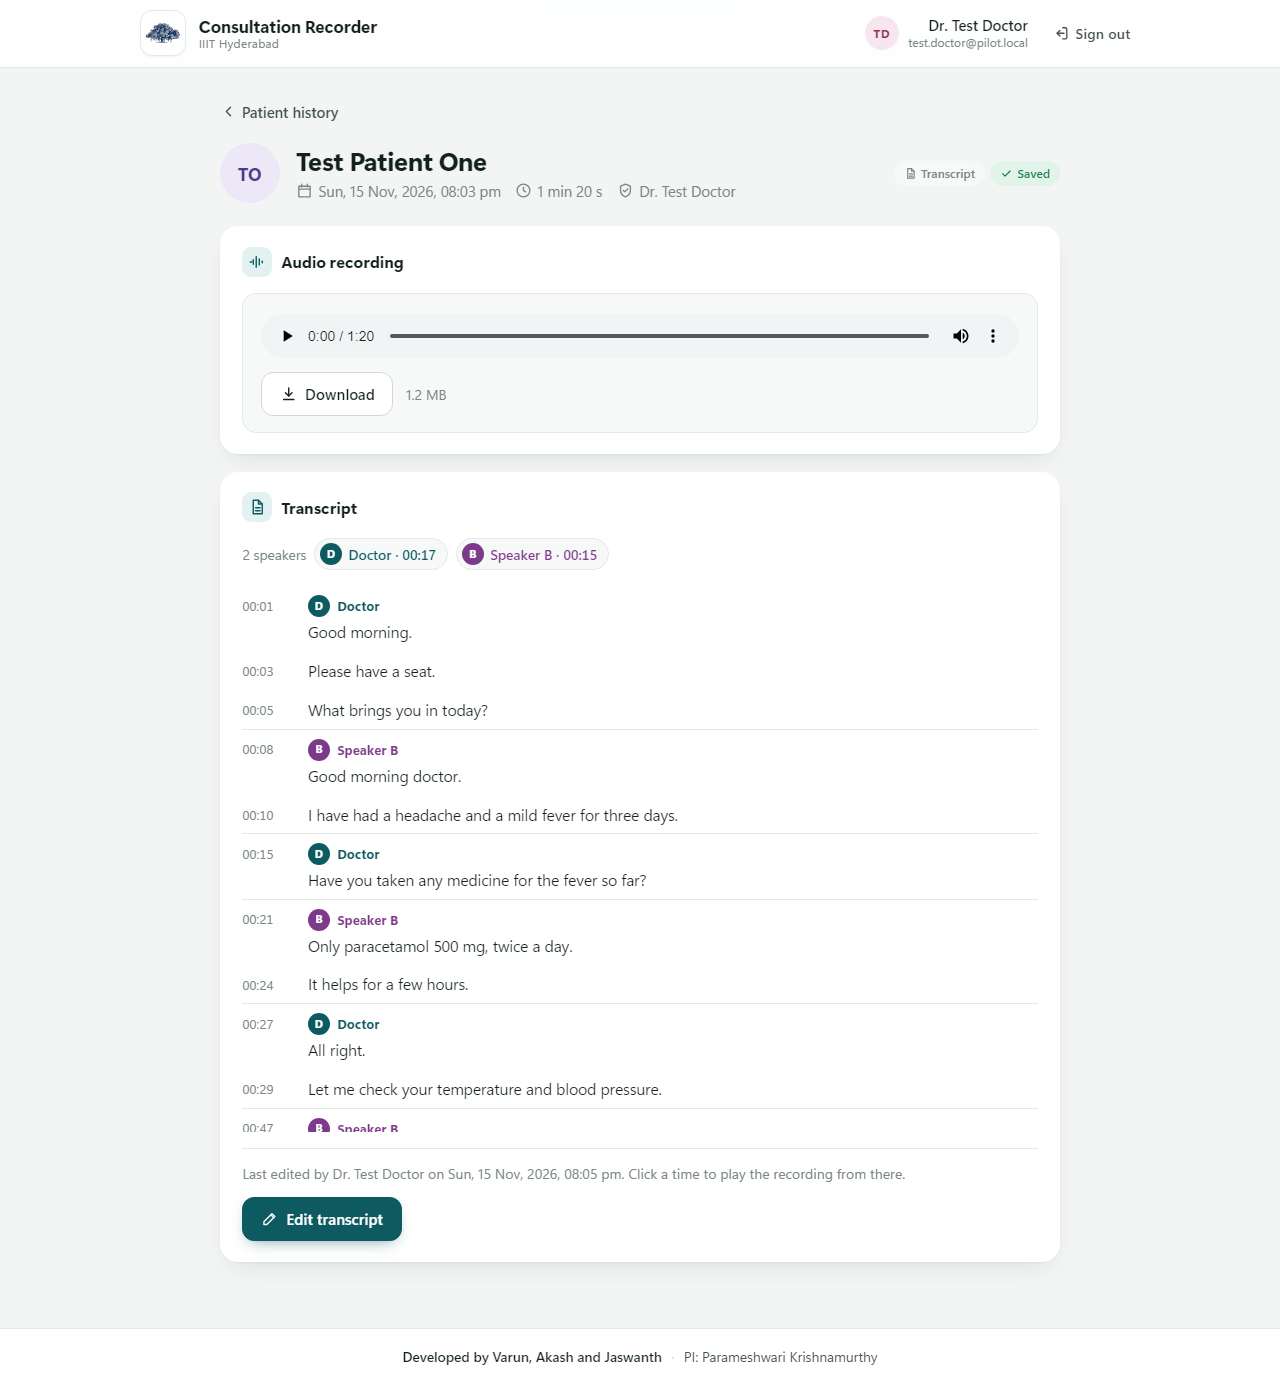 Consultation Recorder
IIIT Hyderabad
TD
Dr. Test Doctor
test.doctor@pilot.local
Sign out
Patient history
TO
Test Patient One
Sun, 15 Nov, 2026, 08:03 pm 1 min 20 s Dr. Test Doctor
Transcript Saved
Audio recording
0:00 / 1:20
Download 1.2 MB
Transcript
2 speakers D Doctor · 00:17 B Speaker B · 00:15
00:01 D Doctor
Good morning.
00:03 Please have a seat.
00:05 What brings you in today?
00:08 B Speaker B
Good morning doctor.
00:10 I have had a headache and a mild fever for three days.
00:15 D Doctor
Have you taken any medicine for the fever so far?
00:21 B Speaker B
Only paracetamol 500 mg, twice a day.
00:24 It helps for a few hours.
00:27 D Doctor
All right.
00:29 Let me check your temperature and blood pressure.
00:47 B Speaker B
Last edited by Dr. Test Doctor on Sun, 15 Nov, 2026, 08:05 pm. Click a time to play the recording from there.
Edit transcript
Developed by Varun, Akash and Jaswanth · PI: Parameshwari Krishnamurthy